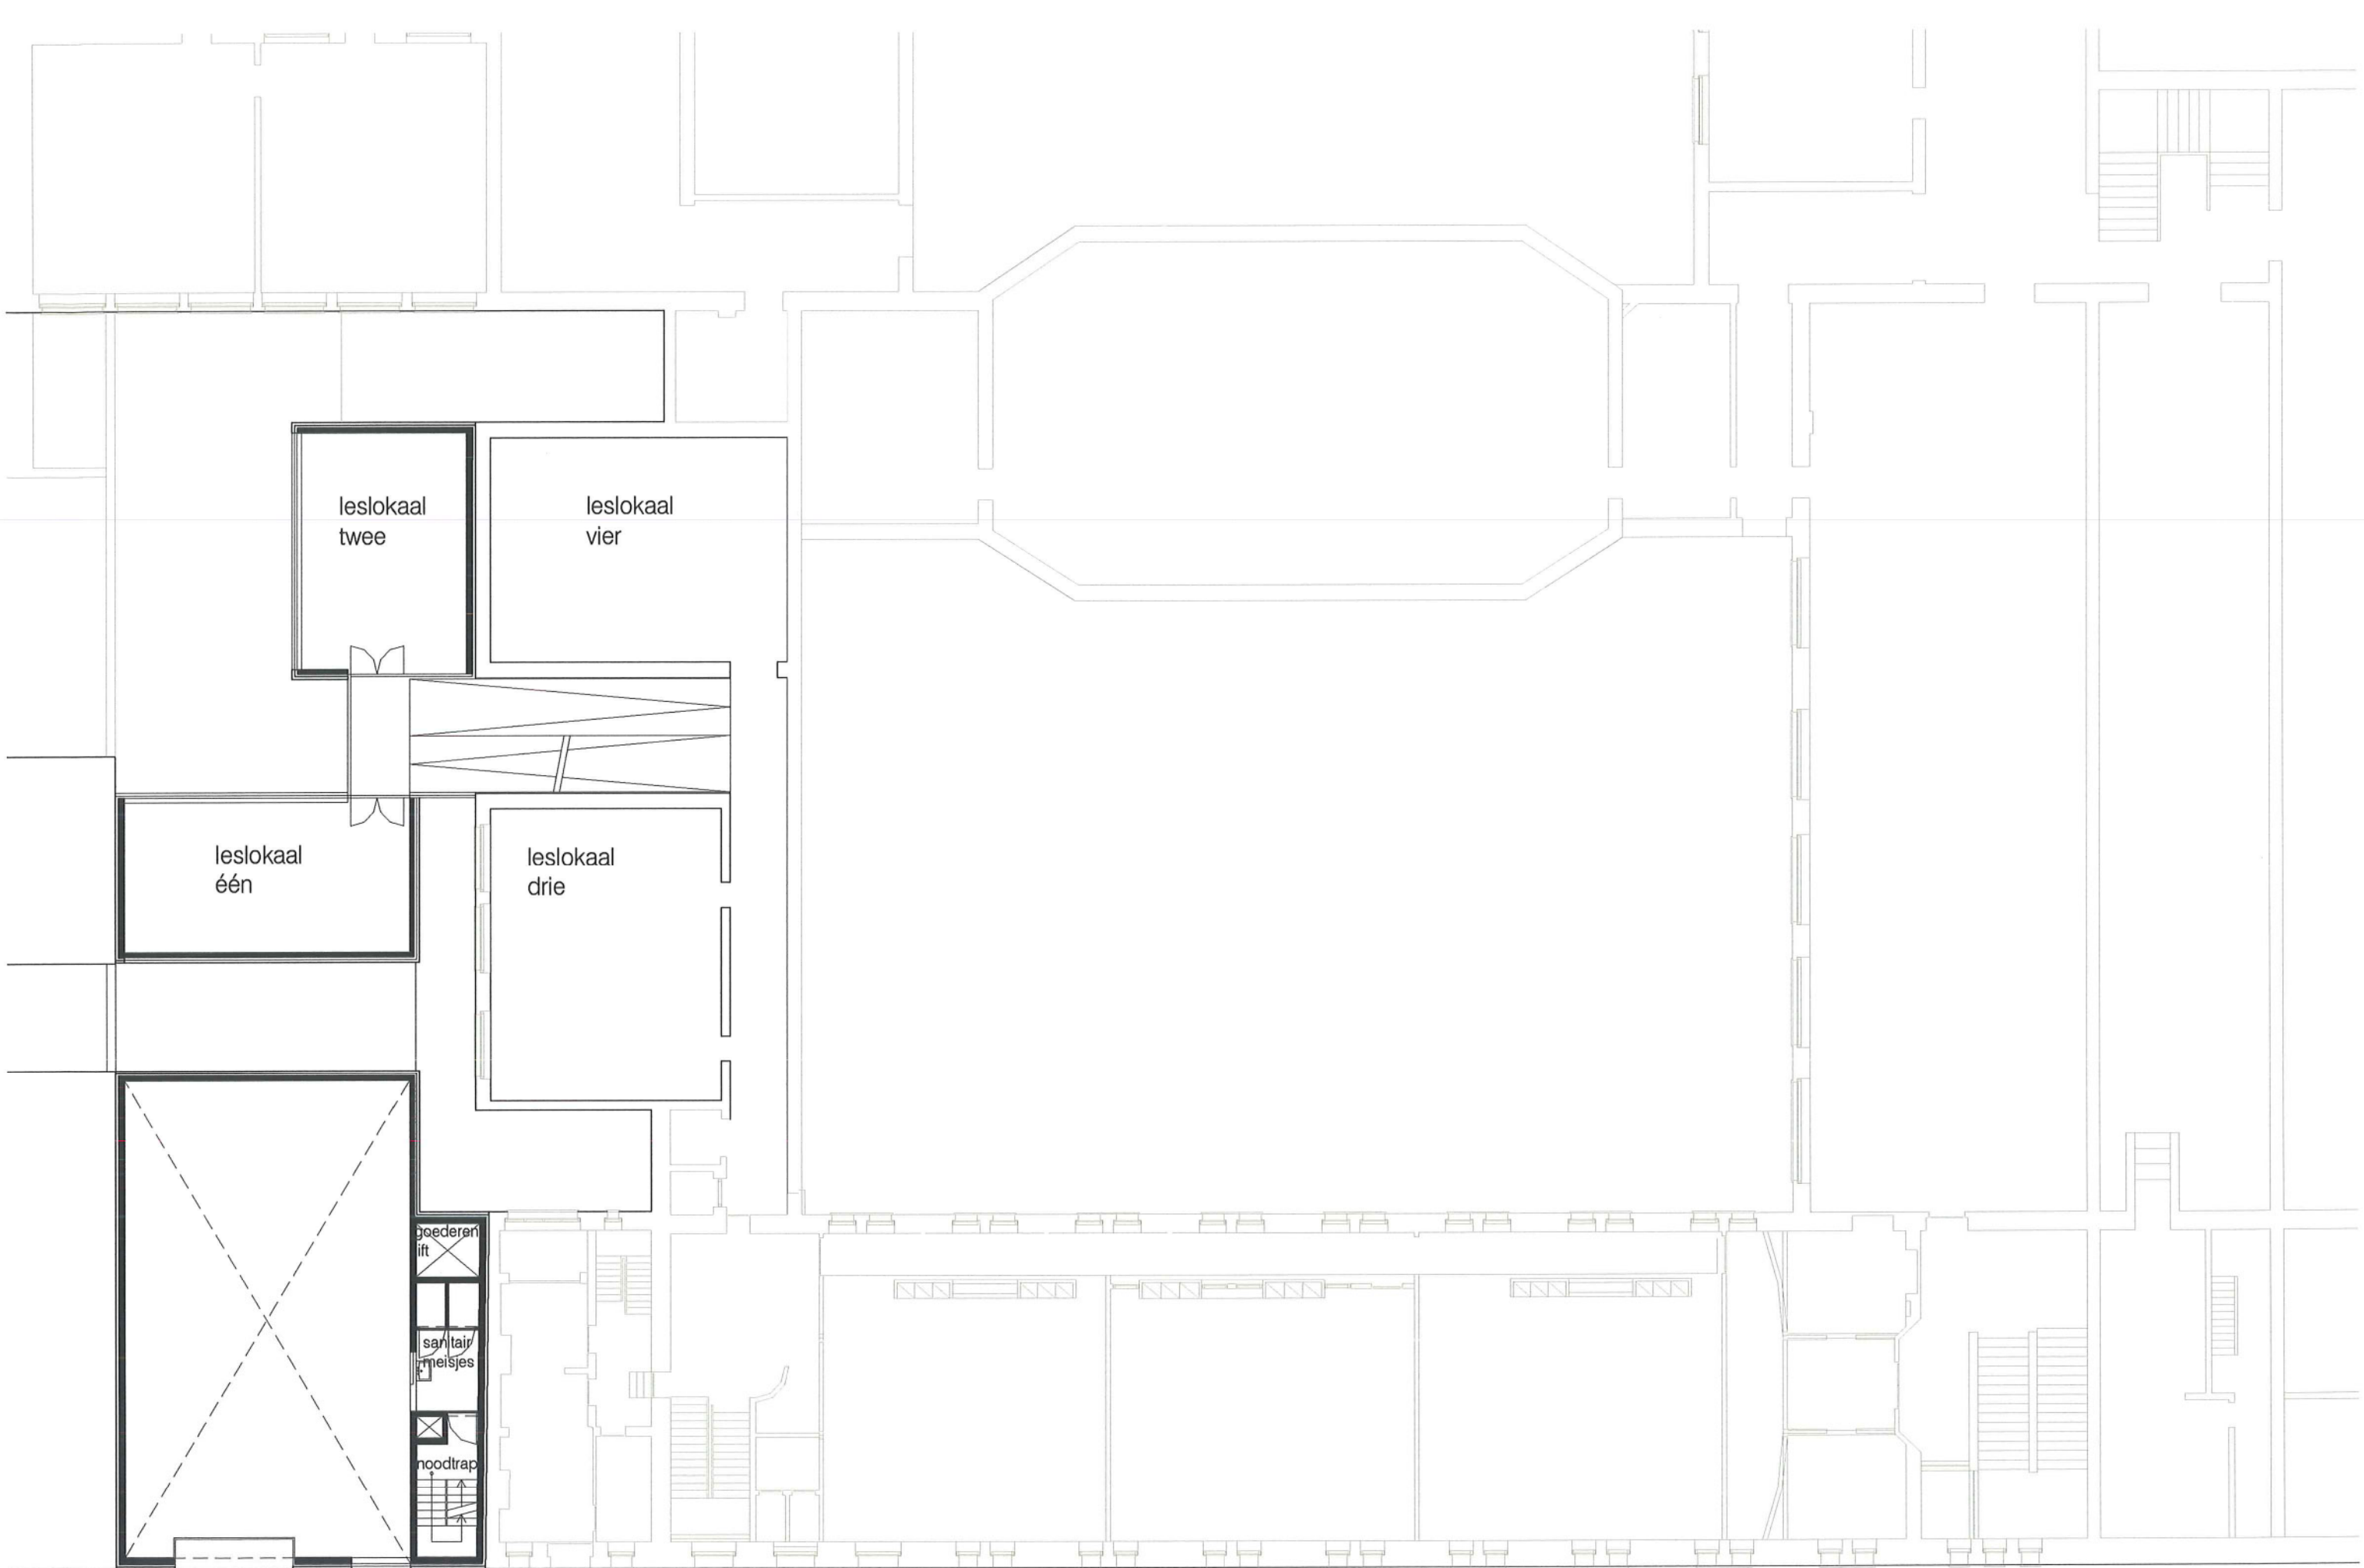 leslokaal
twee
leslokaal
vier
leslokaal
één
leslokaal
drie
goederen
lift
sanitair
meisjes
noodtrap